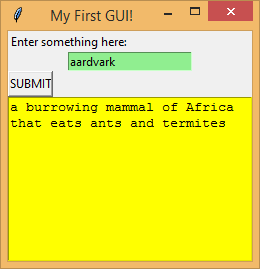 My First GUI!
Enter something here:
aardvark
SUBMIT
a burrowing mammal of Africa
that eats ants and termites